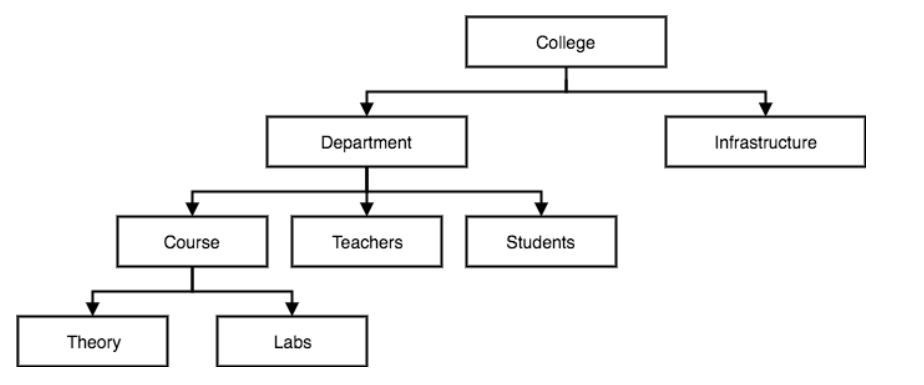 College
Department
Infrastructure
Course
Teachers
Students
Theory
Labs